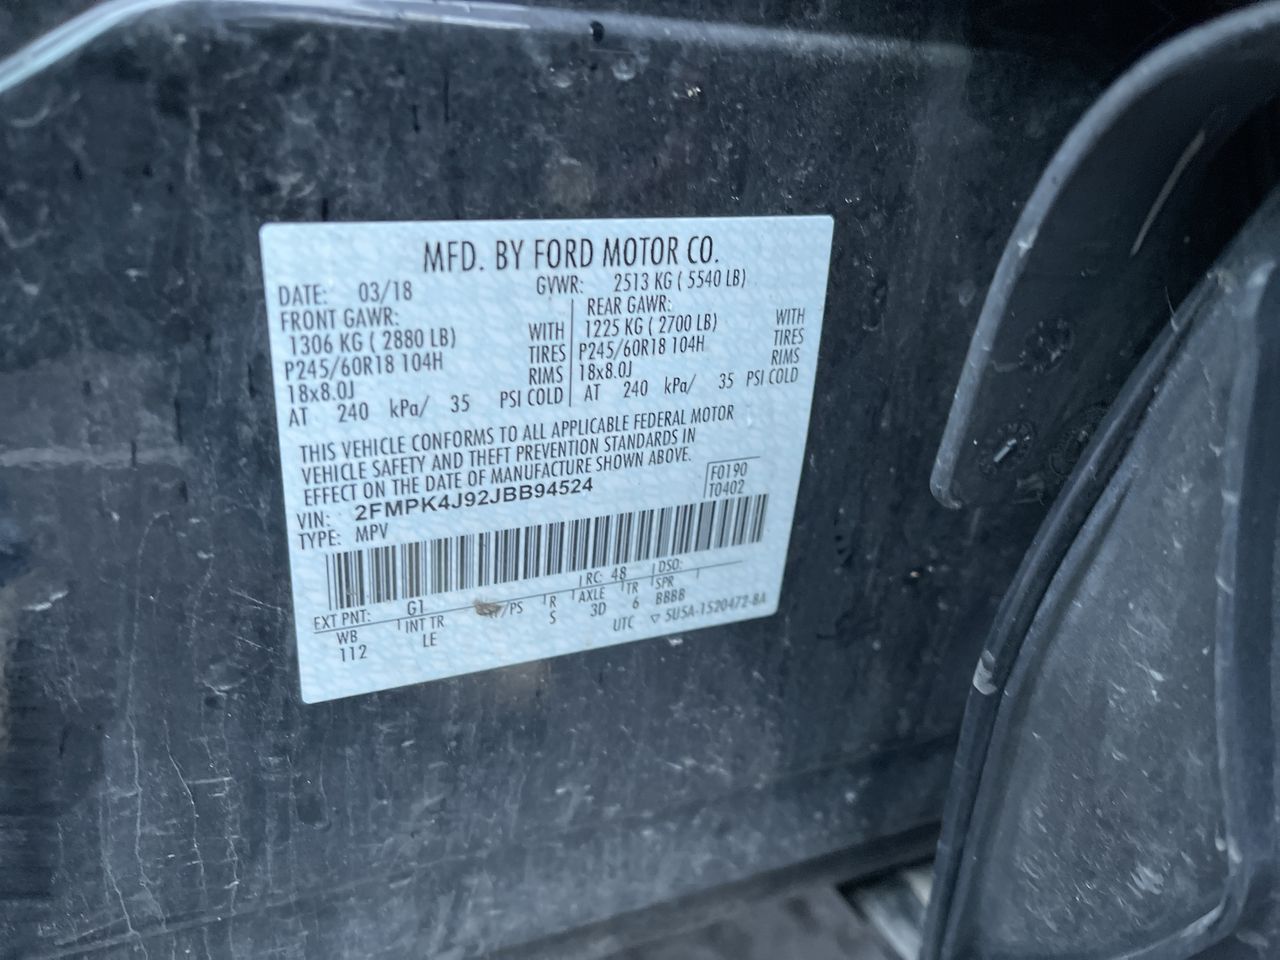 MFD. BY FORD MOTOR CO.
DATE: 03/18 GVWR: 2513 KG ( 5540 LB)
FRONT GAWR: REAR GAWR:
1306 KG ( 2880 LB) WITH 1225 KG ( 2700 LB) WITH
P245/60R18 104H TIRES P245/60R18 104H TIRES
18x8.0J RIMS 18x8.0J RIMS
AT 240 kPa/ 35 PSI COLD AT 240 kPa/ 35 PSI COLD
THIS VEHICLE CONFORMS TO ALL APPLICABLE FEDERAL MOTOR
VEHICLE SAFETY AND THEFT PREVENTION STANDARDS IN
EFFECT ON THE DATE OF MANUFACTURE SHOWN ABOVE.
VIN: 2FMPK4J92JBB94524 F0190
TYPE: MPV T0402
EXT PNT: G1 RC: 48 DSO:
WB INT TR /PS R AXLE TR SPR
112 LE S 3D 6 BBBB
UTC ▽ 5U5A-1520472-BA